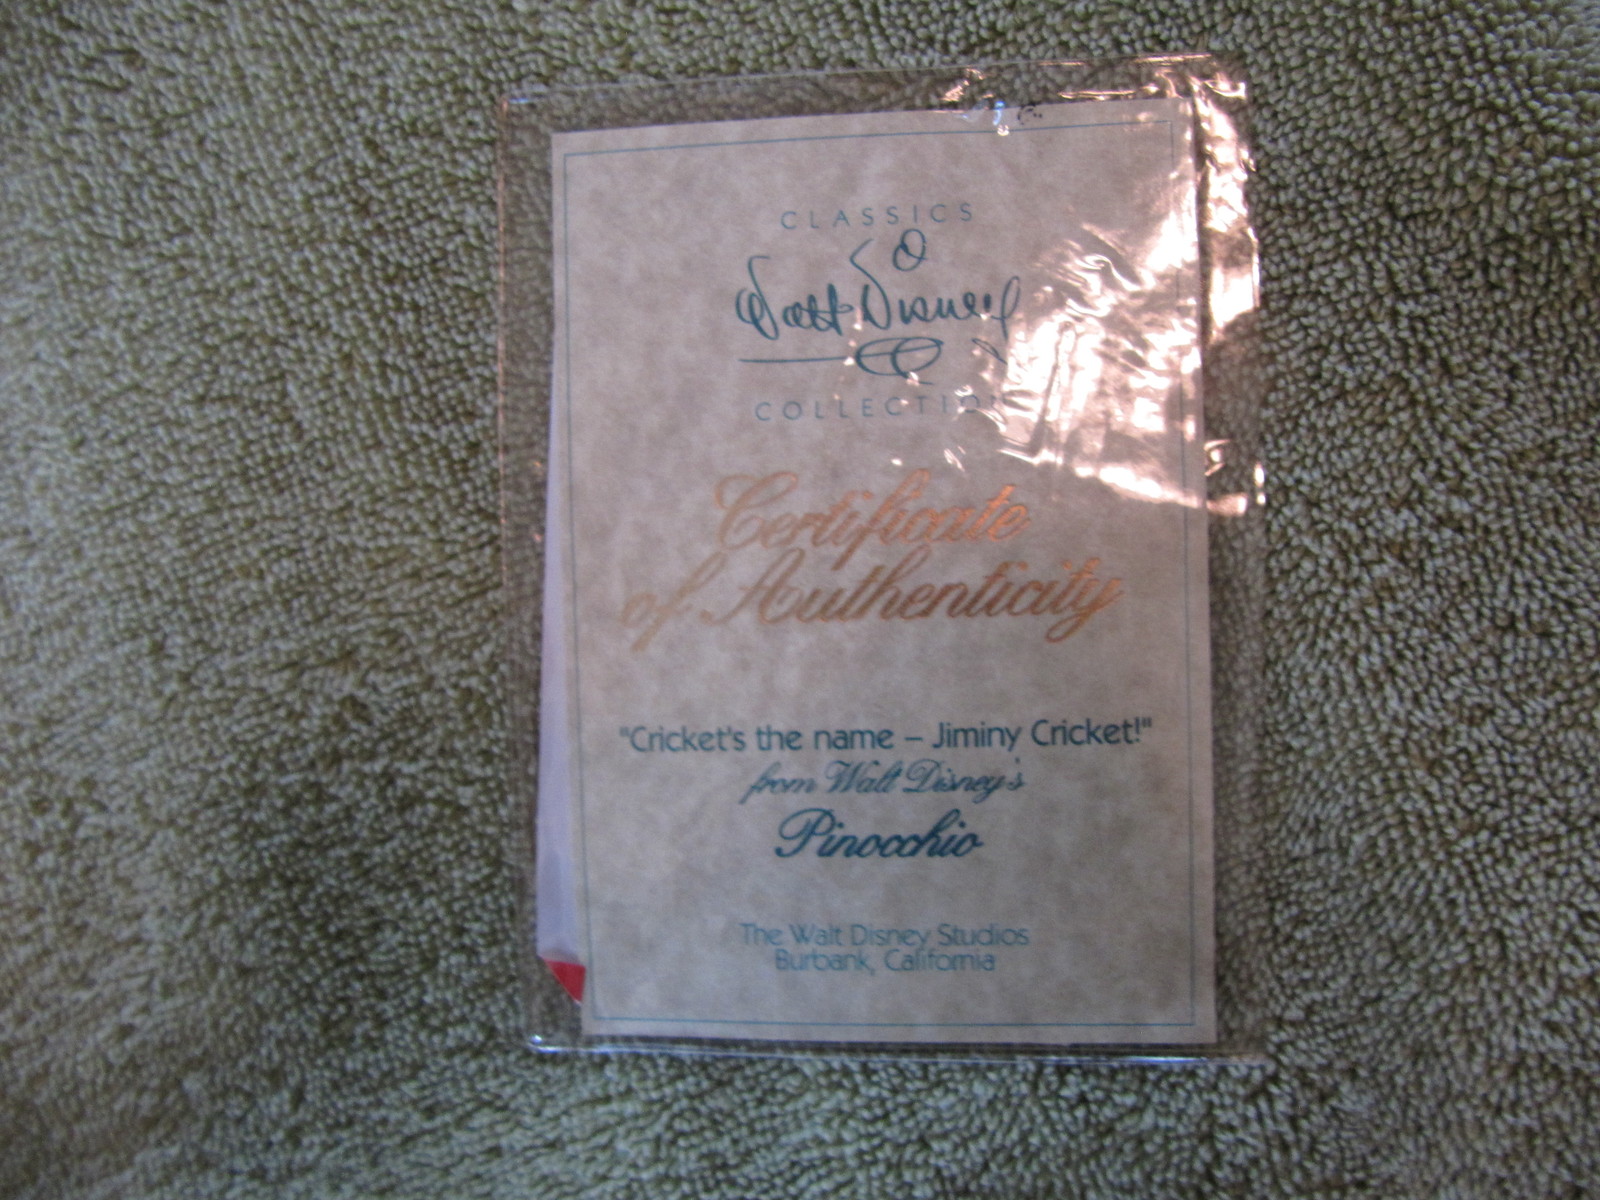 CLASSICS
Walt Disney
COLLECTION
Certificate
of Authenticity
"Cricket's the name – Jiminy Cricket!"
from Walt Disney's
Pinocchio
The Walt Disney Studios
Burbank, California